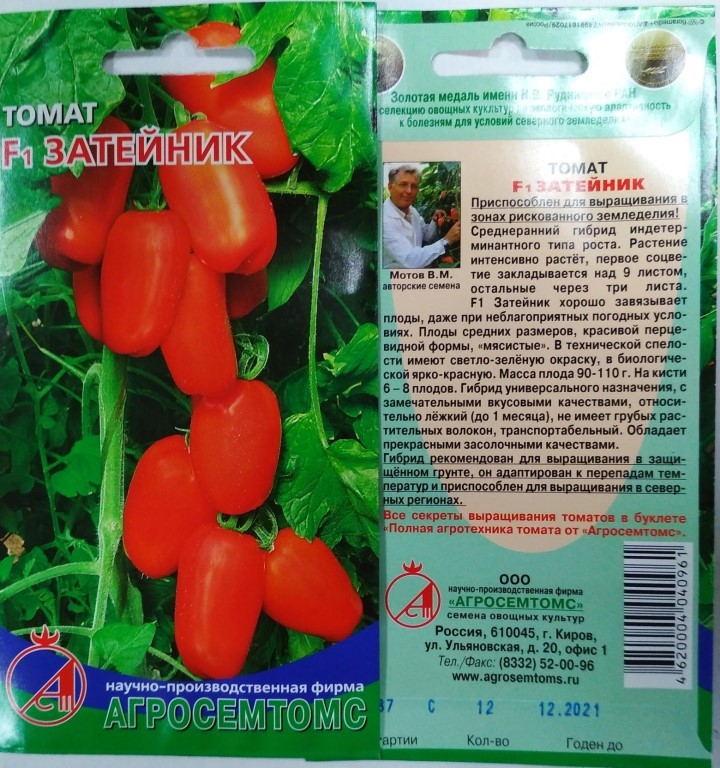 ТОМАТ
F1 ЗАТЕЙНИК
научно-производственная фирма
АГРОСЕМТОМС
Золотая медаль имени
РАН
селекцию овощных
адаптивность
к болезням для условий северного
ТОМАТ
F1 ЗАТЕЙНИК
Приспособлен для выращивания в
зонах рискованного земледелия!
Среднеранний гибрид индетер-
минантного типа роста. Растение
интенсивно растёт, первое соцве-
тие закладывается над 9 листом,
остальные через три листа.
F1 Затейник хорошо завязывает
Мотов В.М.
авторские семена
плоды, даже при неблагоприятных погодных усло-
виях. Плоды средних размеров, красивой перце-
видной формы, «мясистые». В технической спело-
сти имеют светло-зелёную окраску, в биологиче-
ской ярко-красную. Масса плода 90-110 г. На кисти
6 – 8 плодов. Гибрид универсального назначения, с
замечательными вкусовыми качествами, относи-
тельно лёжкий (до 1 месяца), не имеет грубых рас-
тительных волокон, транспортабельный. Обладает
прекрасными засолочными качествами.
Гибрид рекомендован для выращивания в защи-
щённом грунте, он адаптирован к перепадам тем-
ператур и приспособлен для выращивания в север-
ных регионах.
Все секреты выращивания томатов в буклете
«Полная агротехника томата от «Агросемтомс».
ООО
научно-производственная фирма
“АГРОСЕМТОМС”
семена овощных культур
Россия, 610045, г. Киров,
ул. Ульяновская, д. 20, офис 1
Тел./Факс: (8332) 52-00-96
www.agrosemtoms.ru
4 620004 040961
37 С 12 12.2021
артии Кол-во Годен до